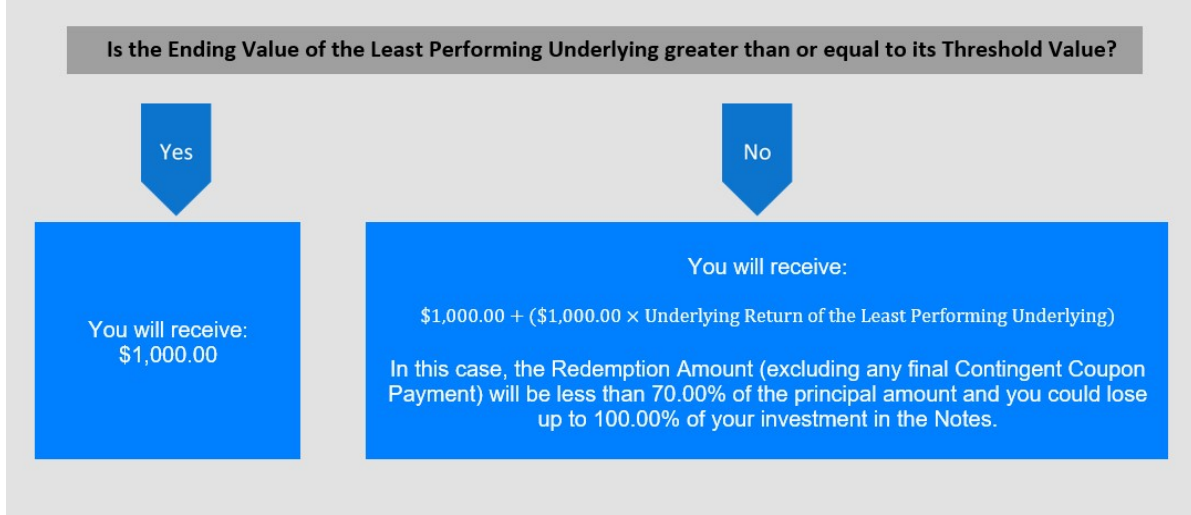 Is the Ending Value of the Least Performing Underlying greater than or equal to its Threshold Value?
Yes
No
You will receive:
$1,000.00
You will receive:
$1,000.00 + ($1,000.00 × Underlying Return of the Least Performing Underlying)
In this case, the Redemption Amount (excluding any final Contingent Coupon
Payment) will be less than 70.00% of the principal amount and you could lose
up to 100.00% of your investment in the Notes.